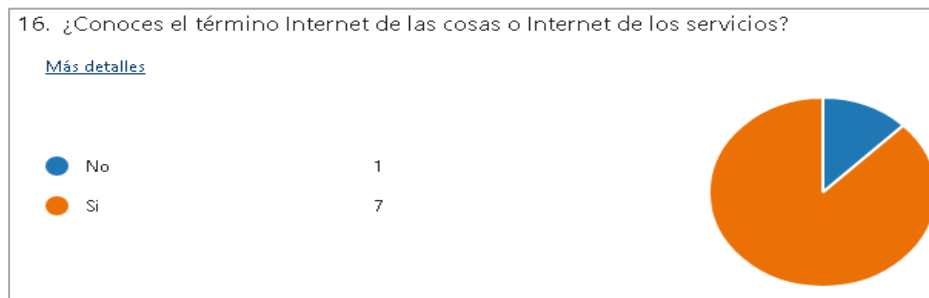 16. ¿Conoces el término Internet de las cosas o Internet de los servicios?
Más detalles
No 1
Si 7